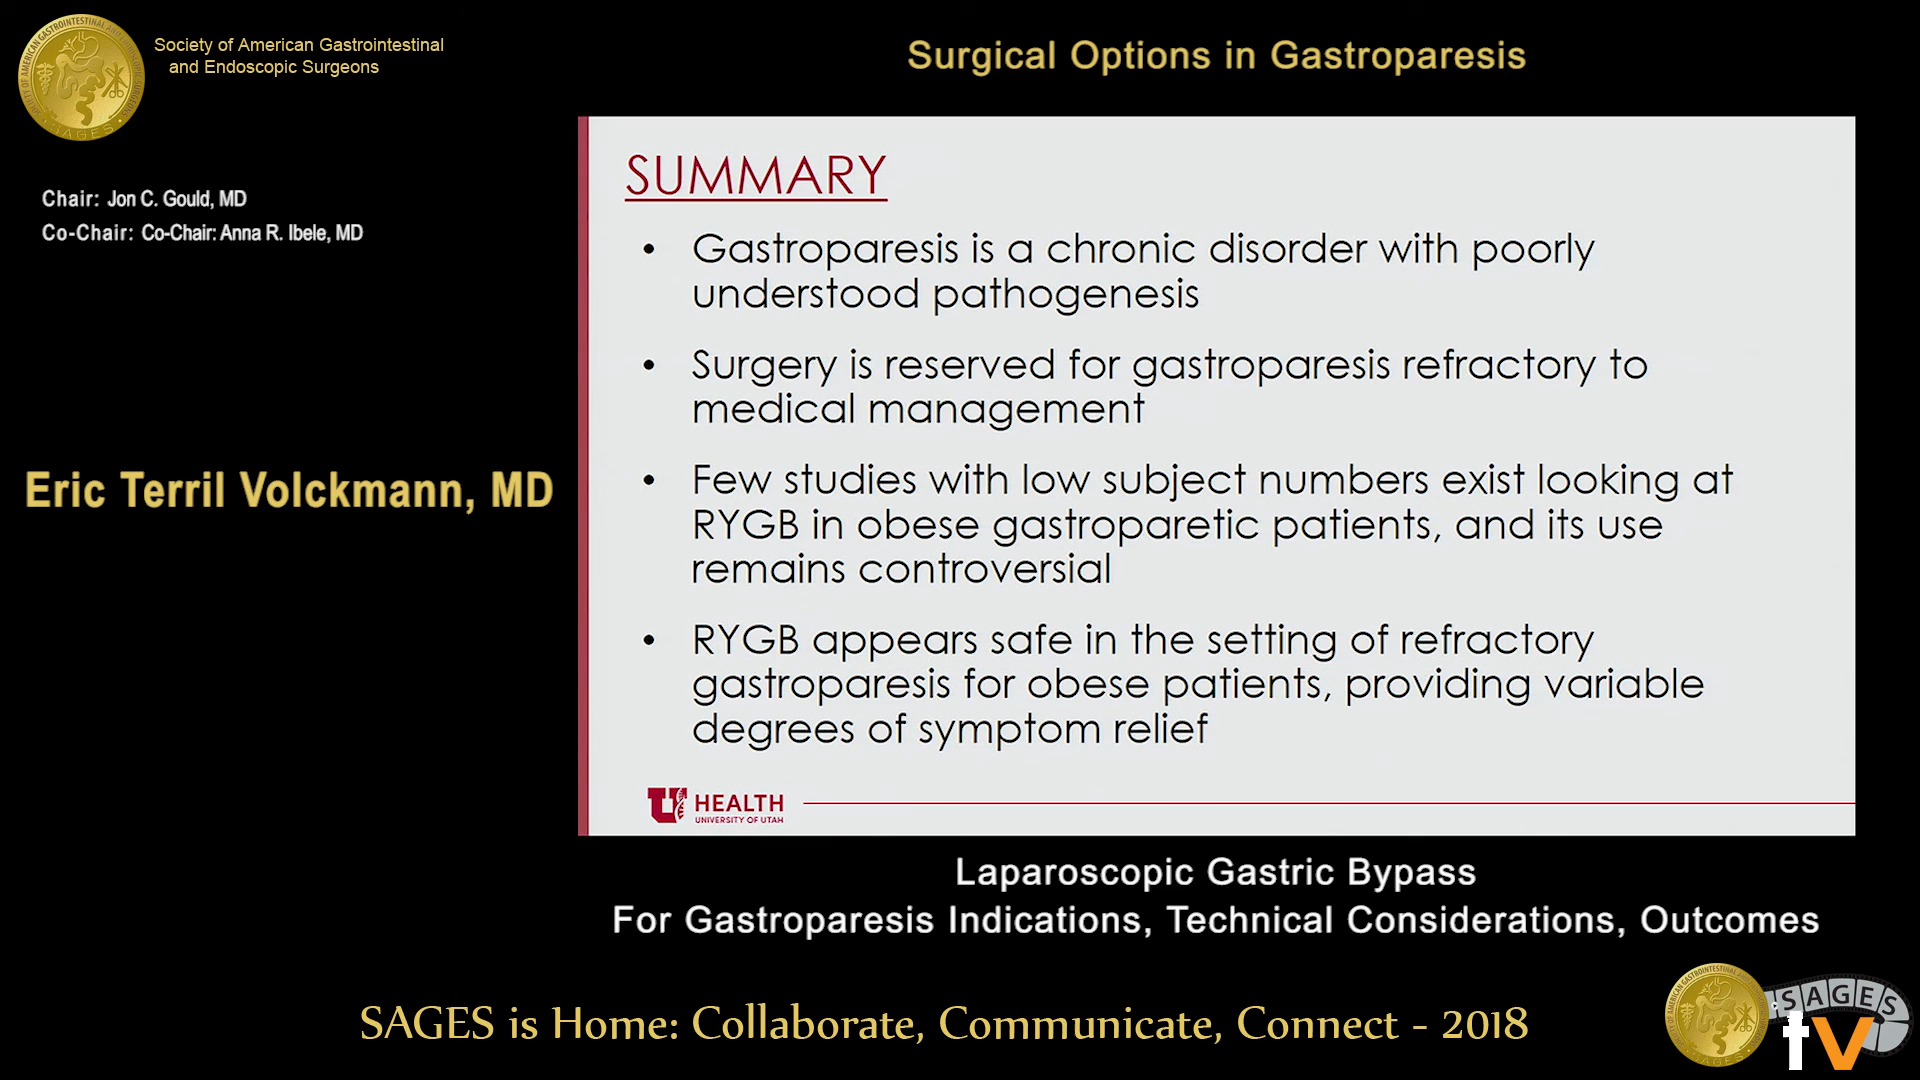 Society of American Gastrointestinal
and Endoscopic Surgeons
Surgical Options in Gastroparesis
Chair: Jon C. Gould, MD
Co-Chair: Co-Chair: Anna R. Ibele, MD
Eric Terril Volckmann, MD
SUMMARY
• Gastroparesis is a chronic disorder with poorly
understood pathogenesis
• Surgery is reserved for gastroparesis refractory to
medical management
• Few studies with low subject numbers exist looking at
RYGB in obese gastroparetic patients, and its use
remains controversial
• RYGB appears safe in the setting of refractory
gastroparesis for obese patients, providing variable
degrees of symptom relief
U HEALTH
UNIVERSITY OF UTAH
Laparoscopic Gastric Bypass
For Gastroparesis Indications, Technical Considerations, Outcomes
SAGES is Home: Collaborate, Communicate, Connect - 2018
SAGES
tv